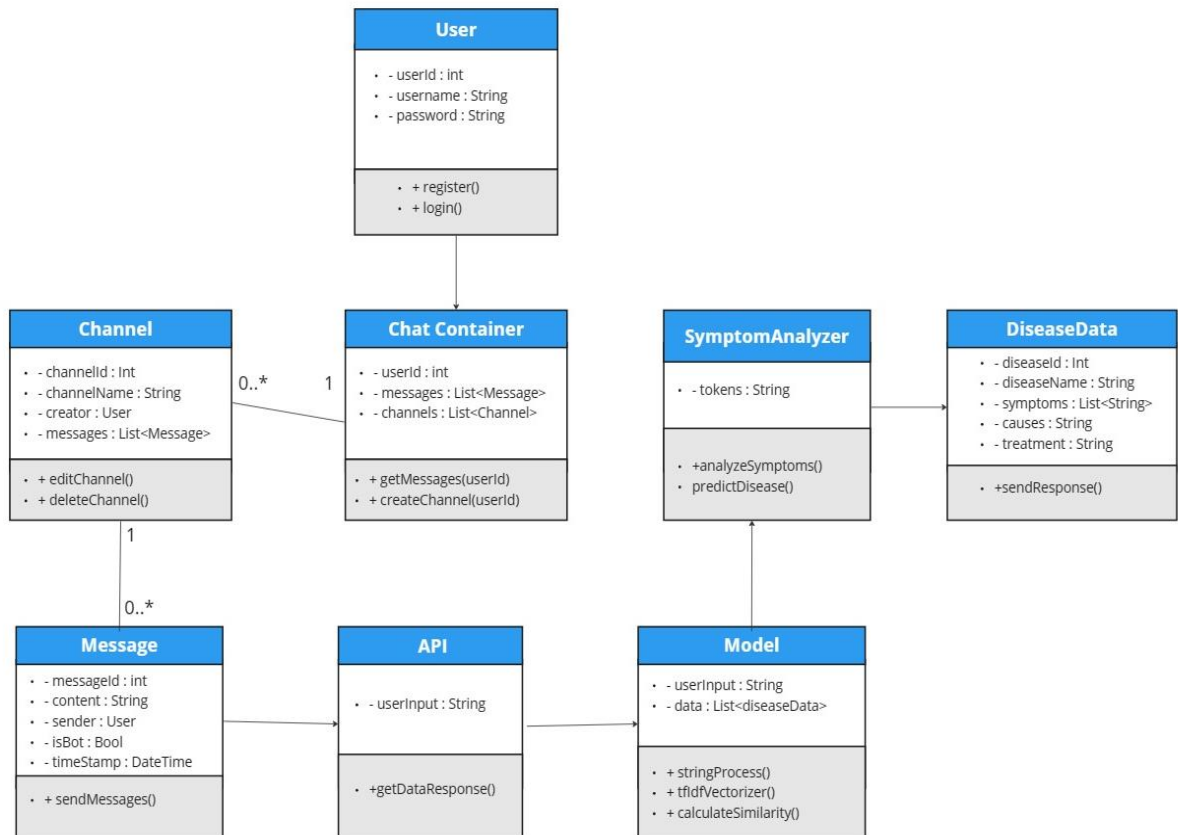 User
- userId : int
- username : String
- password : String
+ register()
+ login()
Channel
- channelId : Int
- channelName : String
- creator : User
- messages : List<Message>
+ editChannel()
+ deleteChannel()
0..*
1
Chat Container
- userId : int
- messages : List<Message>
- channels : List<Channel>
+ getMessages(userId)
+ createChannel(userId)
SymptomAnalyzer
- tokens : String
+analyzeSymptoms()
predictDisease()
DiseaseData
- diseaseId : Int
- diseaseName : String
- symptoms : List<String>
- causes : String
- treatment : String
+sendResponse()
1
0..*
Message
- messageId : int
- content : String
- sender : User
- isBot : Bool
- timeStamp : DateTime
+ sendMessages()
API
- userInput : String
+getDataResponse()
Model
- userInput : String
- data : List<diseaseData>
+ stringProcess()
+ tfIdfVectorizer()
+ calculateSimilarity()